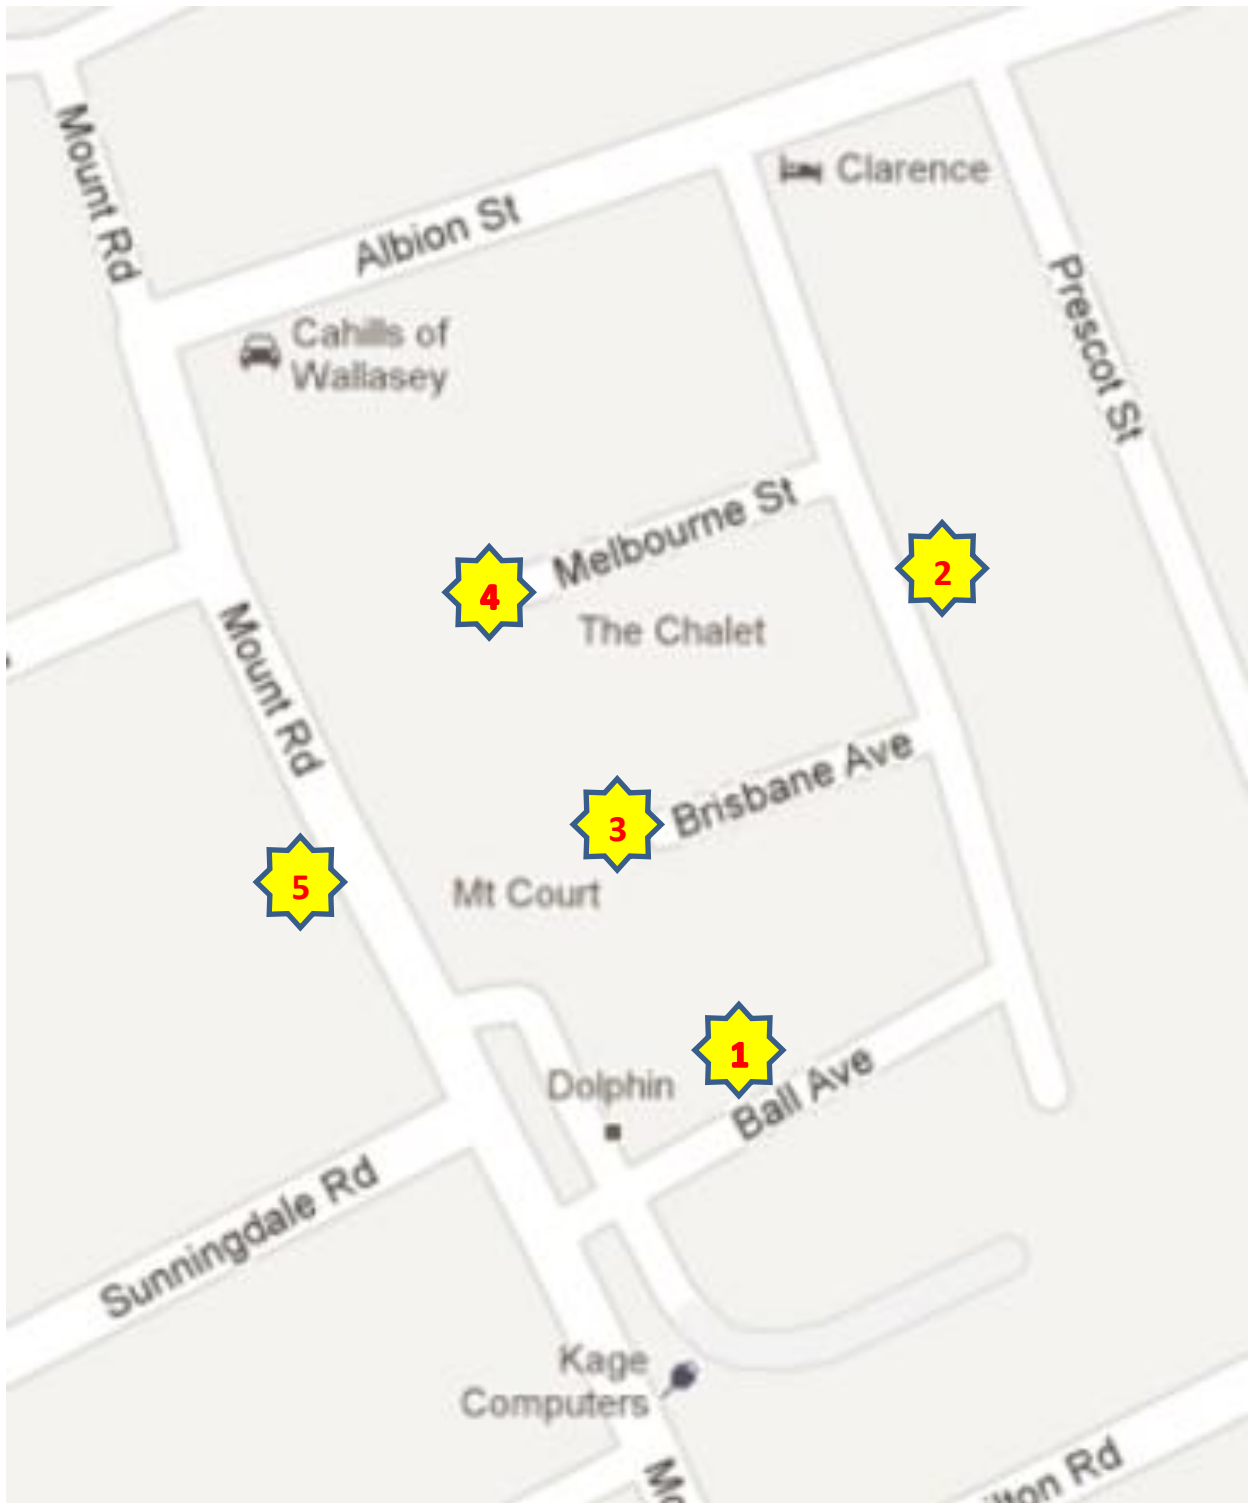 Mount Rd
Clarence
Albion St
Prescot St
Cahills of
Wallasey
Melbourne St
2
4
The Chalet
Mount Rd
Brisbane Ave
3
5
Mt Court
1
Dolphin
Ball Ave
Sunningdale Rd
Kage
Computers